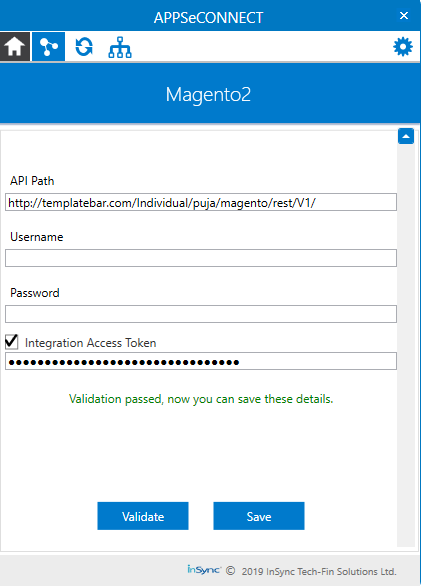 APPSeCONNECT
Magento2
API Path
http://templatebar.com/Individual/puja/magento/rest/V1/
Username
Password
Integration Access Token
●●●●●●●●●●●●●●●●●●●●●●●●●●●●●●●●
Validation passed, now you can save these details.
Validate Save
inSync © 2019 InSync Tech-Fin Solutions Ltd.